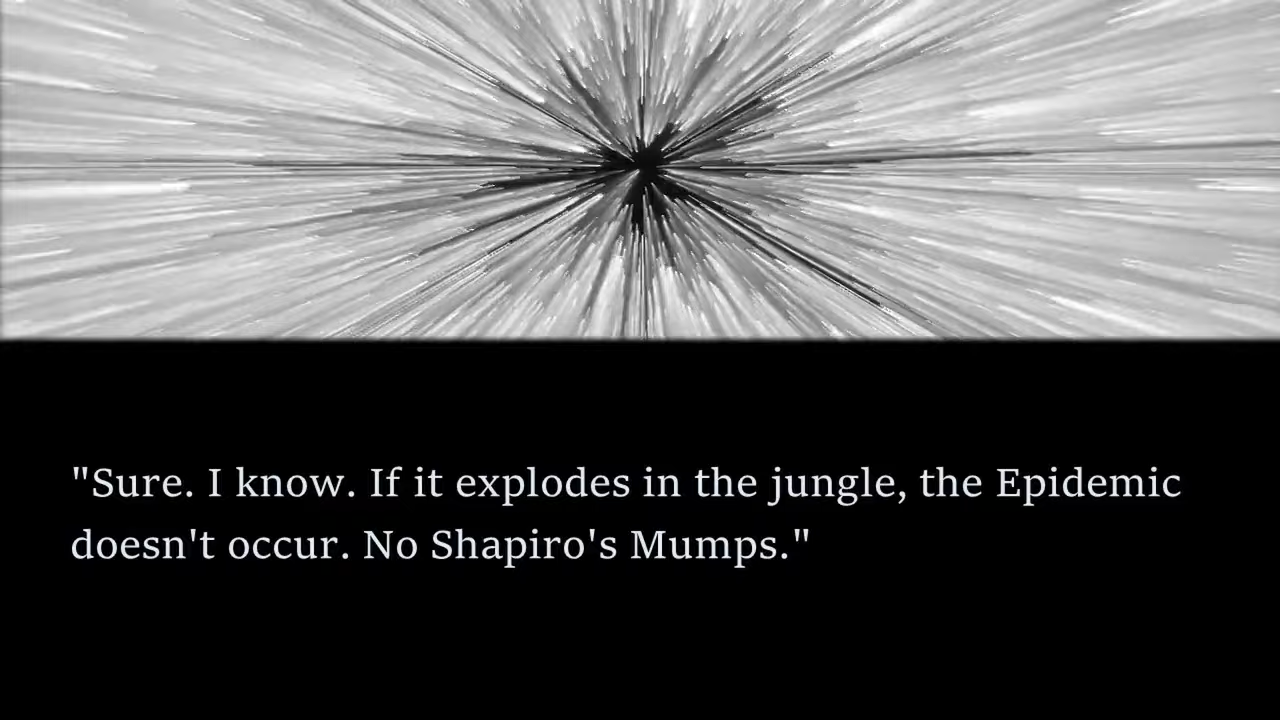 "Sure. I know. If it explodes in the jungle, the Epidemic
doesn't occur. No Shapiro's Mumps."